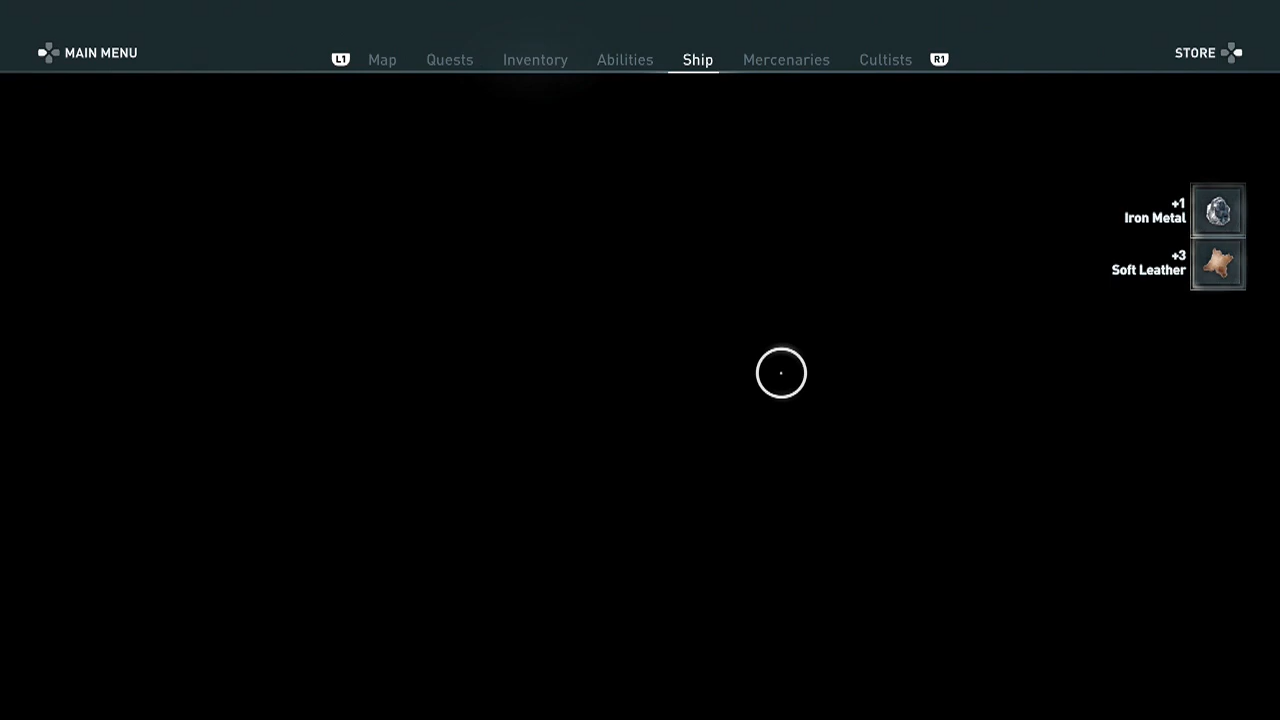 MAIN MENU
L1 Map Quests Inventory Abilities Ship Mercenaries Cultists R1
STORE
+1
Iron Metal
+3
Soft Leather